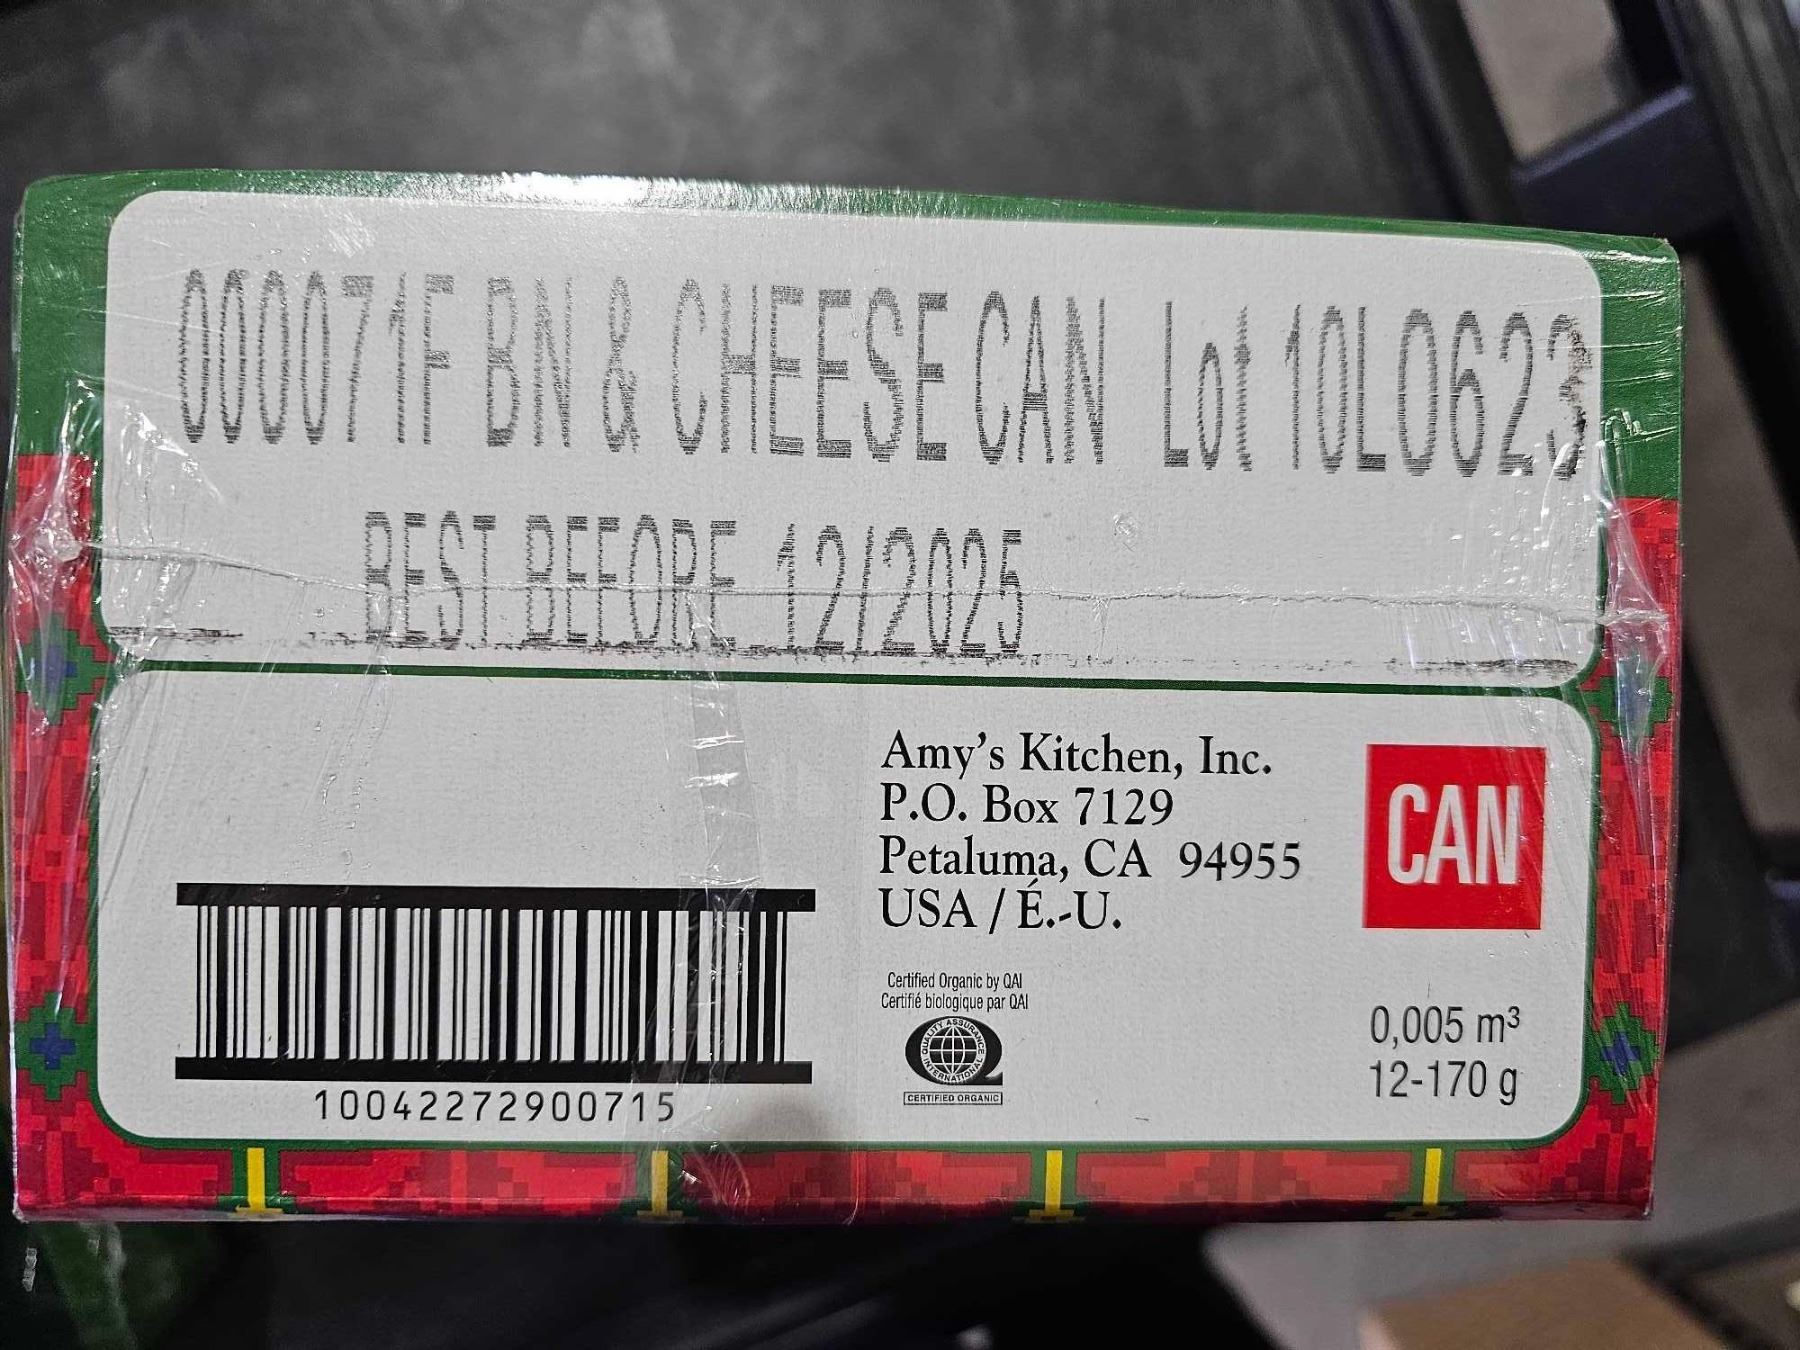 000071F BN & CHEESE CAN Lot 10L0623
BEST BEFORE 12/2025
Amy's Kitchen, Inc.
P.O. Box 7129
Petaluma, CA 94955
USA / É.-U.
CAN
Certified Organic by QAI
Certifié biologique par QAI
QUALITY ASSURANCE INTERNATIONAL
CERTIFIED ORGANIC
0,005 m³
12-170 g
10042272900715